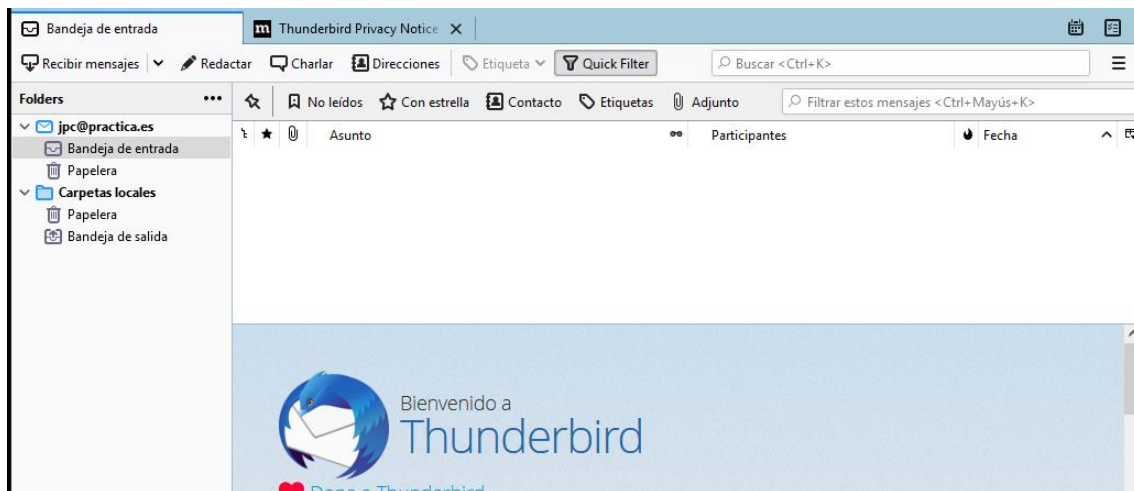 Bandeja de entrada Thunderbird Privacy Notice
Recibir mensajes Redactar Charlar Direcciones Etiqueta Quick Filter Buscar <Ctrl+K>
Folders No leídos Con estrella Contacto Etiquetas Adjunto Filtrar estos mensajes <Ctrl+Mayús+K>
jpc@practica.es Asunto Participantes Fecha
Bandeja de entrada
Papelera
Carpetas locales
Papelera
Bandeja de salida
Bienvenido a
Thunderbird
Dona a Thunderbird